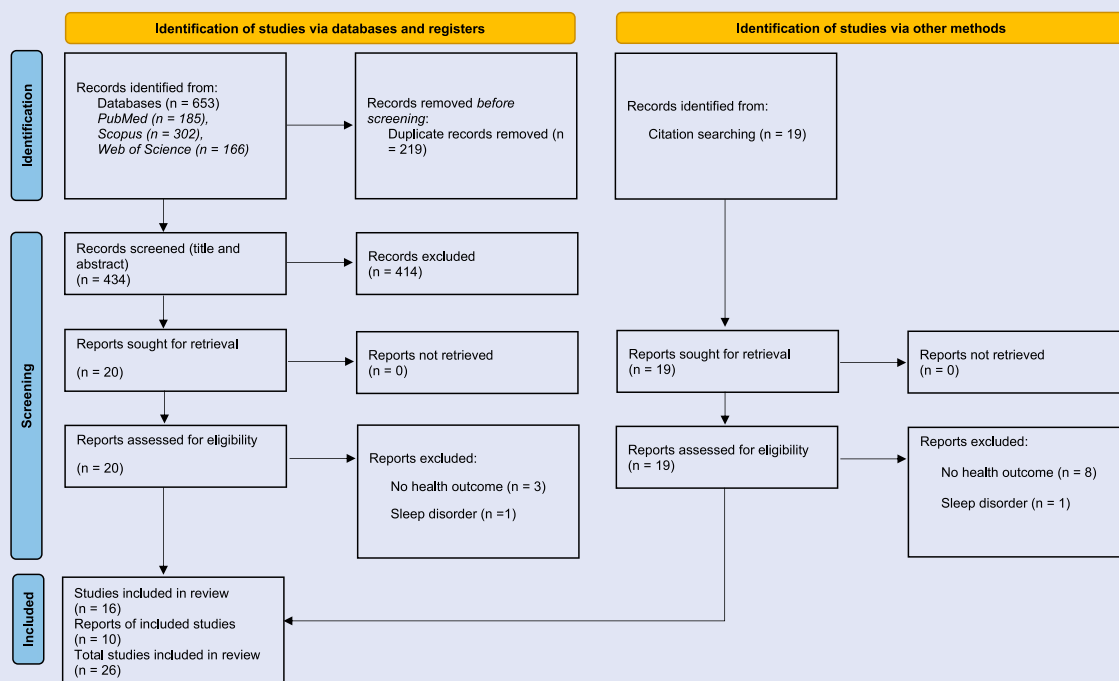 Identification of studies via databases and registers
Identification of studies via other methods
Identification
Records identified from:
Databases (n = 653)
PubMed (n = 185),
Scopus (n = 302),
Web of Science (n = 166)
Records removed before
screening:
Duplicate records removed (n
= 219)
Records identified from:
Citation searching (n = 19)
Screening
Records screened (title and
abstract)
(n = 434)
Records excluded
(n = 414)
Reports sought for retrieval
(n = 20)
Reports not retrieved
(n = 0)
Reports sought for retrieval
(n = 19)
Reports not retrieved
(n = 0)
Reports assessed for eligibility
(n = 20)
Reports excluded:
No health outcome (n = 3)
Sleep disorder (n =1)
Reports assessed for eligibility
(n = 19)
Reports excluded:
No health outcome (n = 8)
Sleep disorder (n = 1)
Included
Studies included in review
(n = 16)
Reports of included studies
(n = 10)
Total studies included in review
(n = 26)